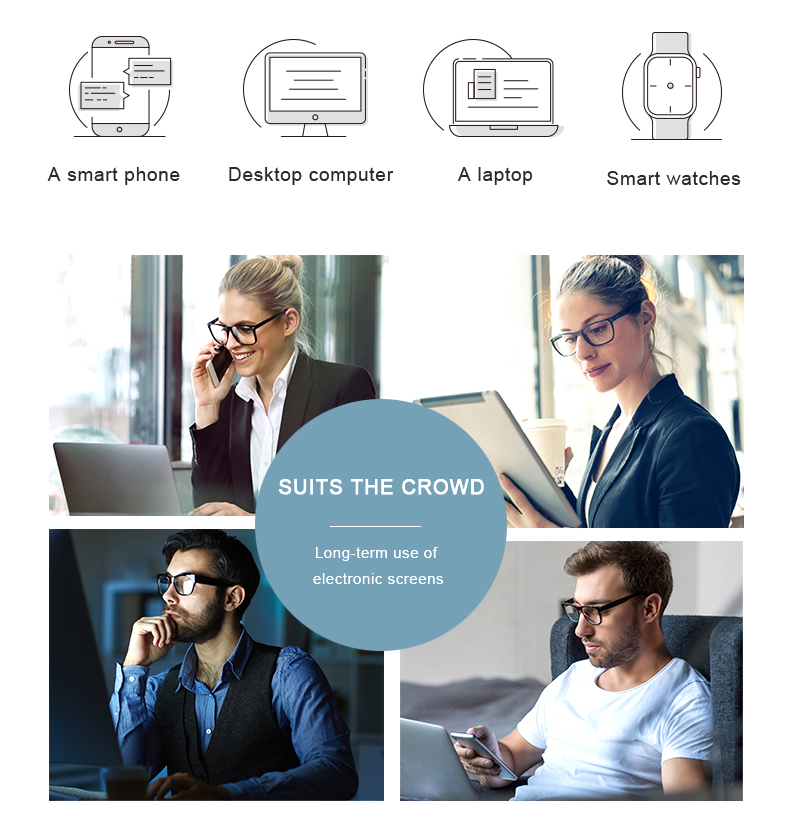 A smart phone
Desktop computer
A laptop
Smart watches
SUITS THE CROWD
Long-term use of
electronic screens